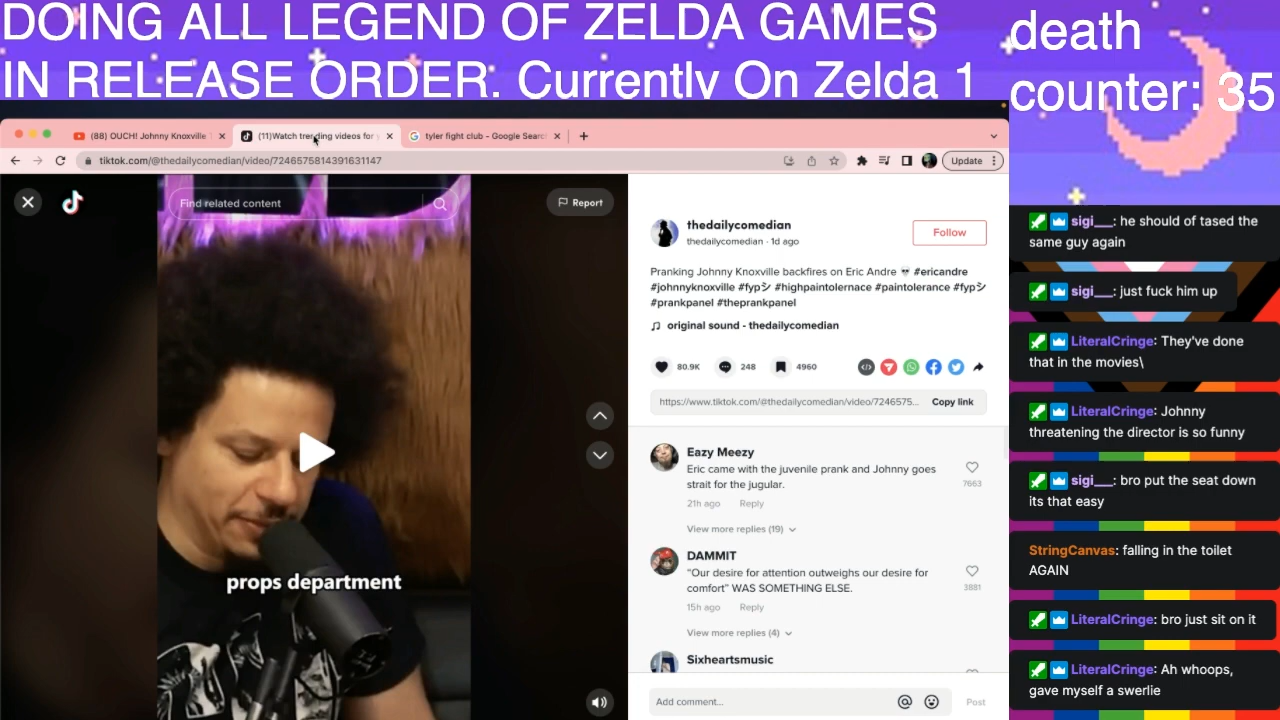 DOING ALL LEGEND OF ZELDA GAMES
IN RELEASE ORDER. Currently On Zelda 1
death
counter: 35
(88) OUCH! Johnny Knoxville
(11)Watch trending videos for y
tyler fight club - Google Search
tiktok.com/@thedailycomedian/video/7246575814391631147
Update
Find related content
Report
props department
thedailycomedian
thedailycomedian · 1d ago
Follow
Pranking Johnny Knoxville backfires on Eric Andre 💀 #ericandre
#johnnyknoxville #fypシ #highpaintolernace #paintolerance #fypシ
#prankpanel #theprankpanel
♫ original sound - thedailycomedian
80.9K
248
4960
https://www.tiktok.com/@thedailycomedian/video/7246575...
Copy link
Eazy Meezy
Eric came with the juvenile prank and Johnny goes
strait for the jugular.
7663
21h ago Reply
View more replies (19)
DAMMIT
"Our desire for attention outweighs our desire for
comfort" WAS SOMETHING ELSE.
3881
15h ago Reply
View more replies (4)
Sixheartsmusic
Add comment...
Post
sigi___: he should of tased the
same guy again
sigi___: just fuck him up
LiteralCringe: They've done
that in the movies\
LiteralCringe: Johnny
threatening the director is so funny
sigi___: bro put the seat down
its that easy
StringCanvas: falling in the toilet
AGAIN
LiteralCringe: bro just sit on it
LiteralCringe: Ah whoops,
gave myself a swerlie